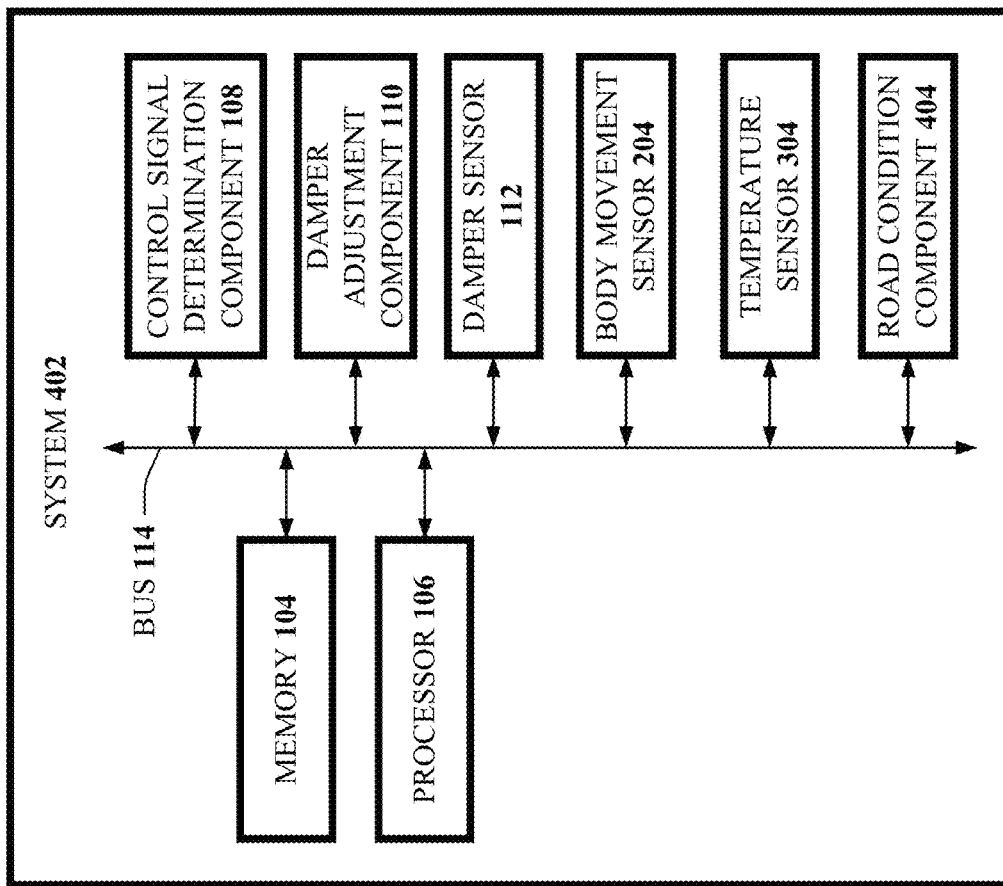 SYSTEM 402
BUS 114
MEMORY 104
PROCESSOR 106
CONTROL SIGNAL
DETERMINATION
COMPONENT 108
DAMPER
ADJUSTMENT
COMPONENT 110
DAMPER SENSOR
112
BODY MOVEMENT
SENSOR 204
TEMPERATURE
SENSOR 304
ROAD CONDITION
COMPONENT 404